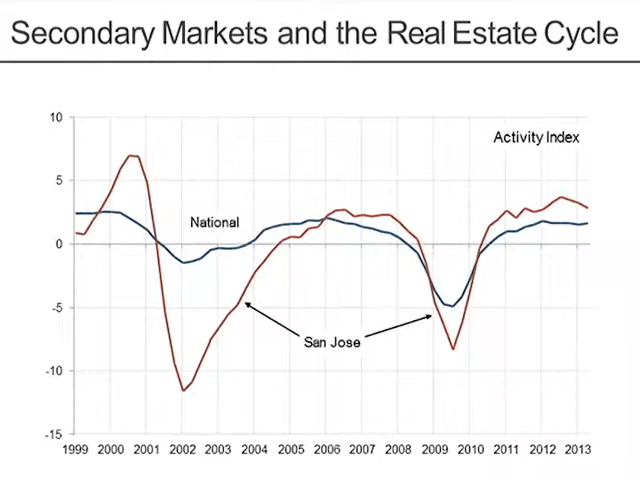 Secondary Markets and the Real Estate Cycle
10
Activity Index
5
National
0
-5
San Jose
-10
-15
1999 2000 2001 2002 2003 2004 2005 2006 2007 2008 2009 2010 2011 2012 2013